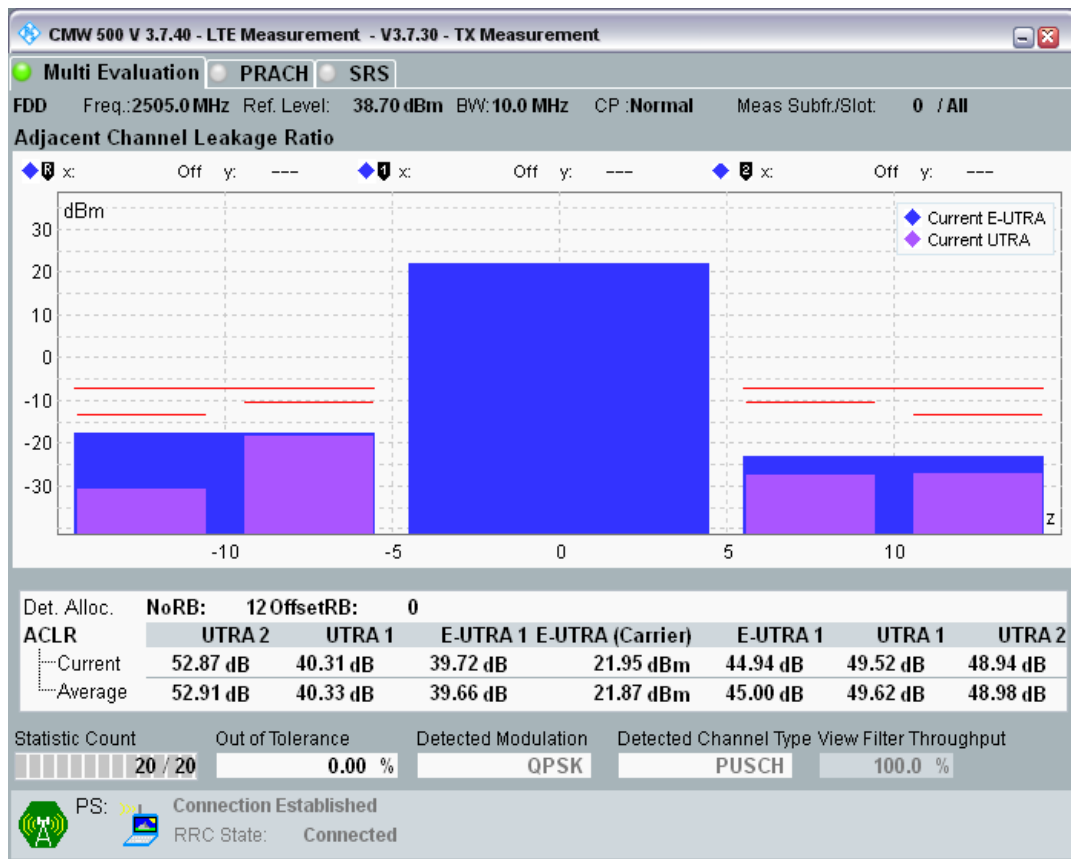 CMW 500 V 3.7.40 - LTE Measurement - V3.7.30 - TX Measurement
Multi Evaluation PRACH SRS
FDD Freq.:2505.0 MHz Ref. Level: 38.70 dBm BW:10.0 MHz CP :Normal Meas Subfr./Slot: 0 / All
Adjacent Channel Leakage Ratio
R x: Off y: --- 1 x: Off y: --- 2 x: Off y: ---
dBm
Current E-UTRA
Current UTRA
30
20
10
0
-10
-20
-30
z
-10 -5 0 5 10
Det. Alloc. NoRB: 12 OffsetRB: 0
ACLR UTRA 2 UTRA 1 E-UTRA 1 E-UTRA (Carrier) E-UTRA 1 UTRA 1 UTRA 2
Current 52.87 dB 40.31 dB 39.72 dB 21.95 dBm 44.94 dB 49.52 dB 48.94 dB
Average 52.91 dB 40.33 dB 39.66 dB 21.87 dBm 45.00 dB 49.62 dB 48.98 dB
Statistic Count Out of Tolerance Detected Modulation Detected Channel Type View Filter Throughput
20 / 20 0.00 % QPSK PUSCH 100.0 %
PS: Connection Established
RRC State: Connected